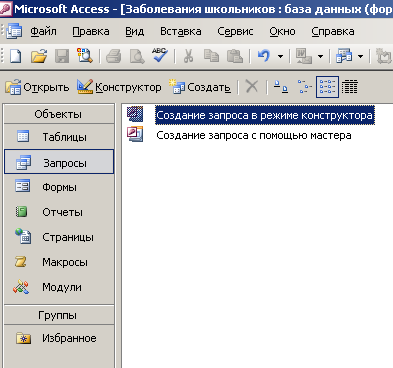 Microsoft Access - [Заболевания школьников : база данных (фор
Файл Правка Вид Вставка Сервис Окно Справка
ABC
Открыть Конструктор Создать
Объекты
Таблицы
Запросы
Формы
Отчеты
Страницы
Макросы
Модули
Группы
Избранное
Создание запроса в режиме конструктора
Создание запроса с помощью мастера